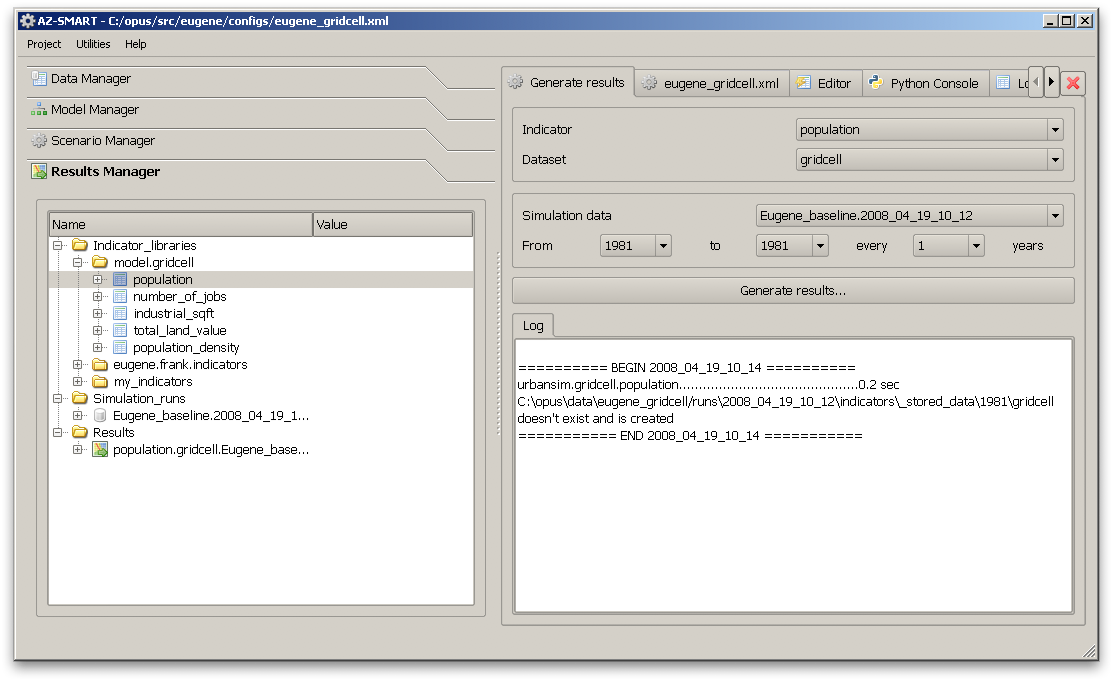 AZ-SMART - C:/opus/src/eugene/configs/eugene_gridcell.xml
Project Utilities Help
Data Manager
Model Manager
Scenario Manager
Results Manager
Name Value
Indicator_libraries
model.gridcell
population
number_of_jobs
industrial_sqft
total_land_value
population_density
eugene.frank.indicators
my_indicators
Simulation_runs
Eugene_baseline.2008_04_19_1...
Results
population.gridcell.Eugene_base...
Generate results eugene_gridcell.xml Editor Python Console Lo
Indicator population
Dataset gridcell
Simulation data Eugene_baseline.2008_04_19_10_12
From 1981 to 1981 every 1 years
Generate results...
Log
========== BEGIN 2008_04_19_10_14 ==========
urbansim.gridcell.population.............................................0.2 sec
C:\opus\data\eugene_gridcell/runs\2008_04_19_10_12\indicators\_stored_data\1981\gridcell
doesn't exist and is created
=========== END 2008_04_19_10_14 ===========